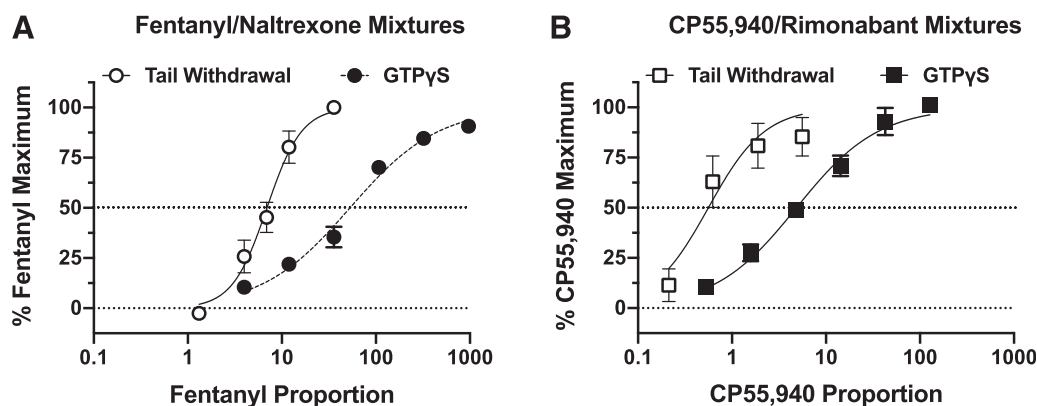 A Fentanyl/Naltrexone Mixtures
Tail Withdrawal GTPγS
% Fentanyl Maximum
100
75
50
25
0
0.1 1 10 100 1000
Fentanyl Proportion
B CP55,940/Rimonabant Mixtures
Tail Withdrawal GTPγS
% CP55,940 Maximum
100
75
50
25
0
0.1 1 10 100 1000
CP55,940 Proportion